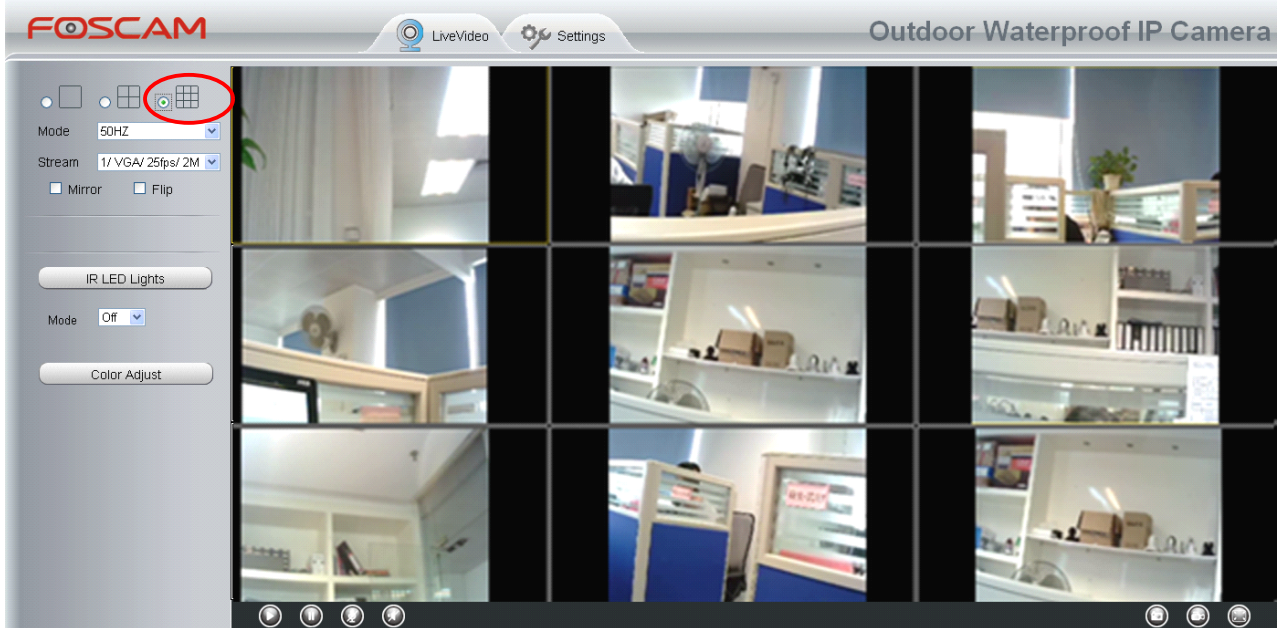 FOSCAM
LiveVideo
Settings
Outdoor Waterproof IP Camera
Mode 50HZ
Stream 1/ VGA/ 25fps/ 2M
Mirror Flip
IR LED Lights
Mode Off
Color Adjust